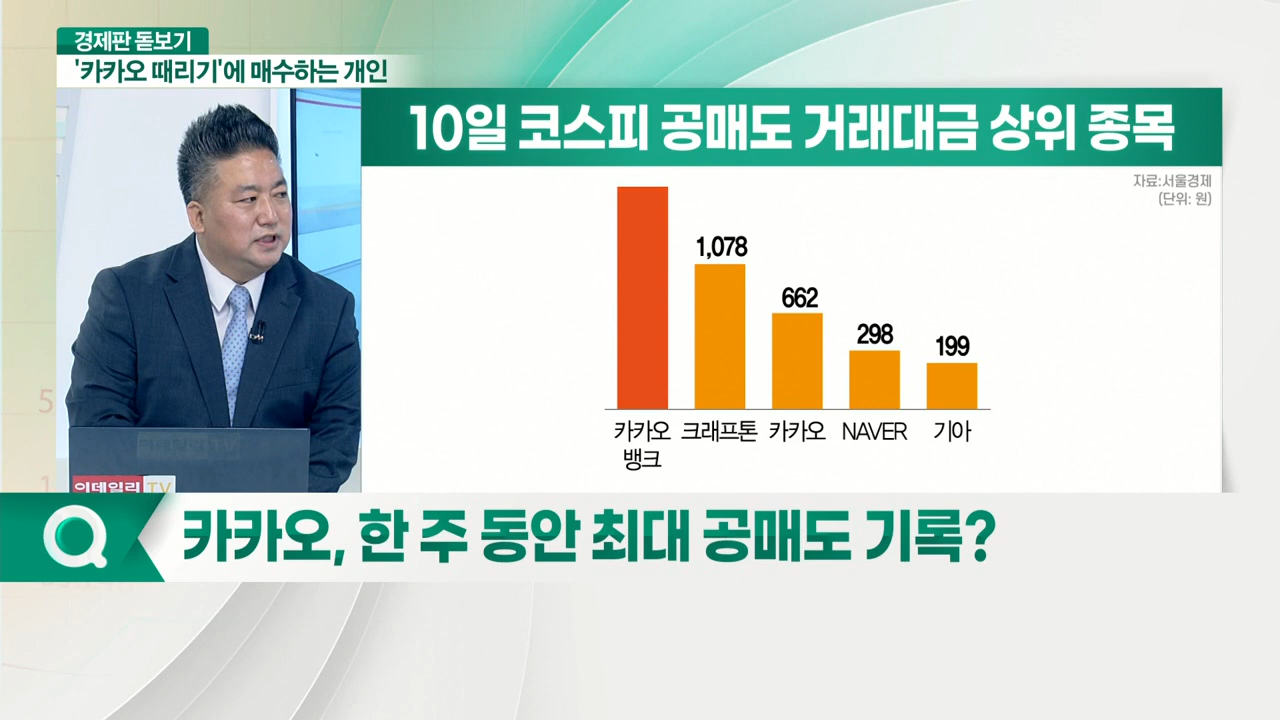 경제판 돋보기
'카카오 때리기'에 매수하는 개인
10일 코스피 공매도 거래대금 상위 종목
자료:서울경제
(단위: 원)
1,078
662
298
199
카카오
뱅크
크래프톤
카카오
NAVER
기아
이데일리 TV
카카오, 한 주 동안 최대 공매도 기록?